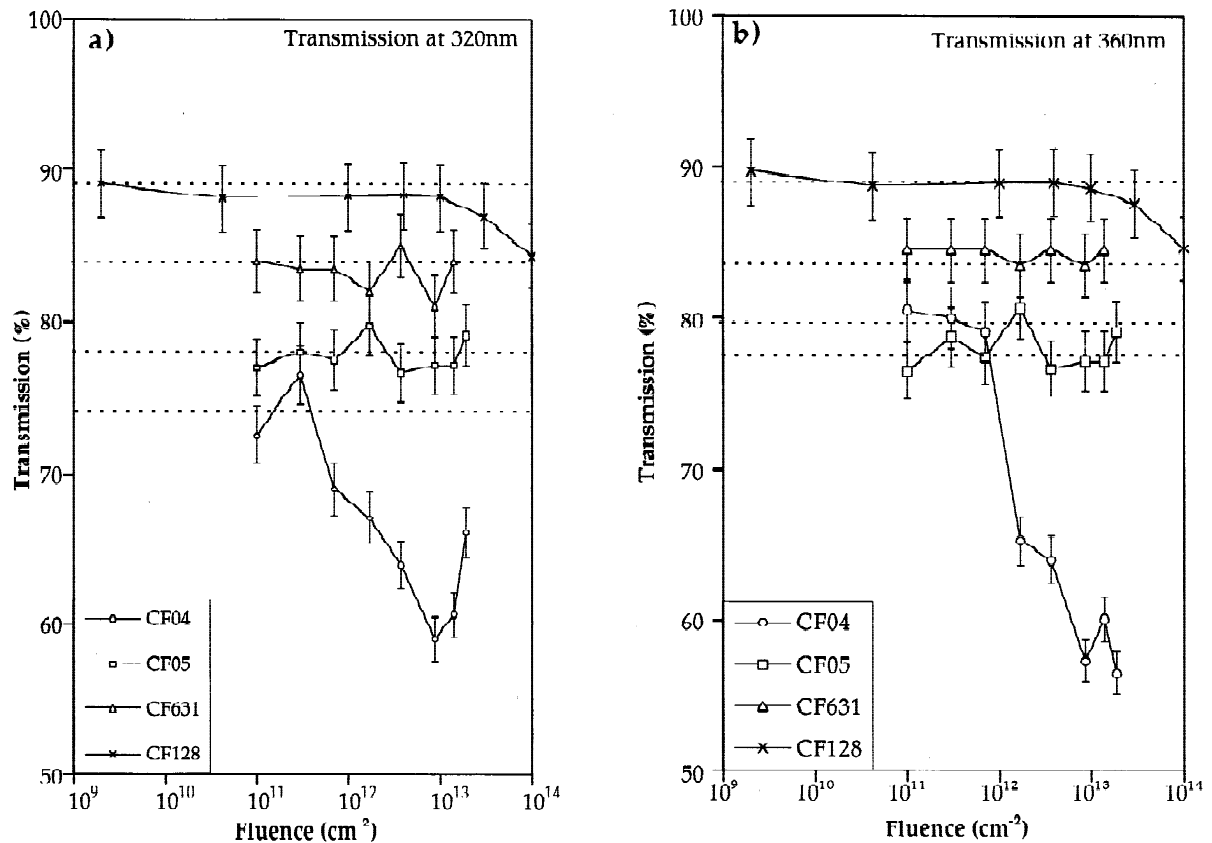 a)
Transmission at 320nm
100
90
80
70
60
50
Transmission (%)
CF04
CF05
CF631
CF128
10⁹ 10¹⁰ 10¹¹ 10¹² 10¹³ 10¹⁴
Fluence (cm⁻²)
b)
Transmission at 360nm
100
90
80
70
60
50
Transmission (%)
CF04
CF05
CF631
CF128
10⁹ 10¹⁰ 10¹¹ 10¹² 10¹³ 10¹⁴
Fluence (cm⁻²)